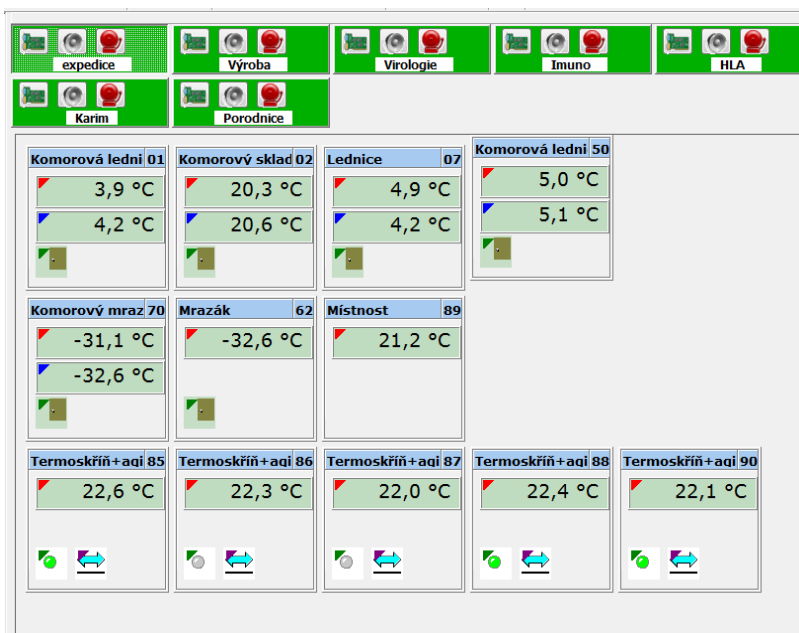 expedice Výroba Virologie Imuno HLA
Karim Porodnice
Komorová ledni 01 Komorový sklad 02 Lednice 07 Komorová ledni 50
3,9 °C 20,3 °C 4,9 °C 5,0 °C
4,2 °C 20,6 °C 4,2 °C 5,1 °C
Komorový mraz 70 Mrazák 62 Místnost 89
-31,1 °C -32,6 °C 21,2 °C
-32,6 °C
Termoskříň+agi 85 Termoskříň+agi 86 Termoskříň+agi 87 Termoskříň+agi 88 Termoskříň+agi 90
22,6 °C 22,3 °C 22,0 °C 22,4 °C 22,1 °C